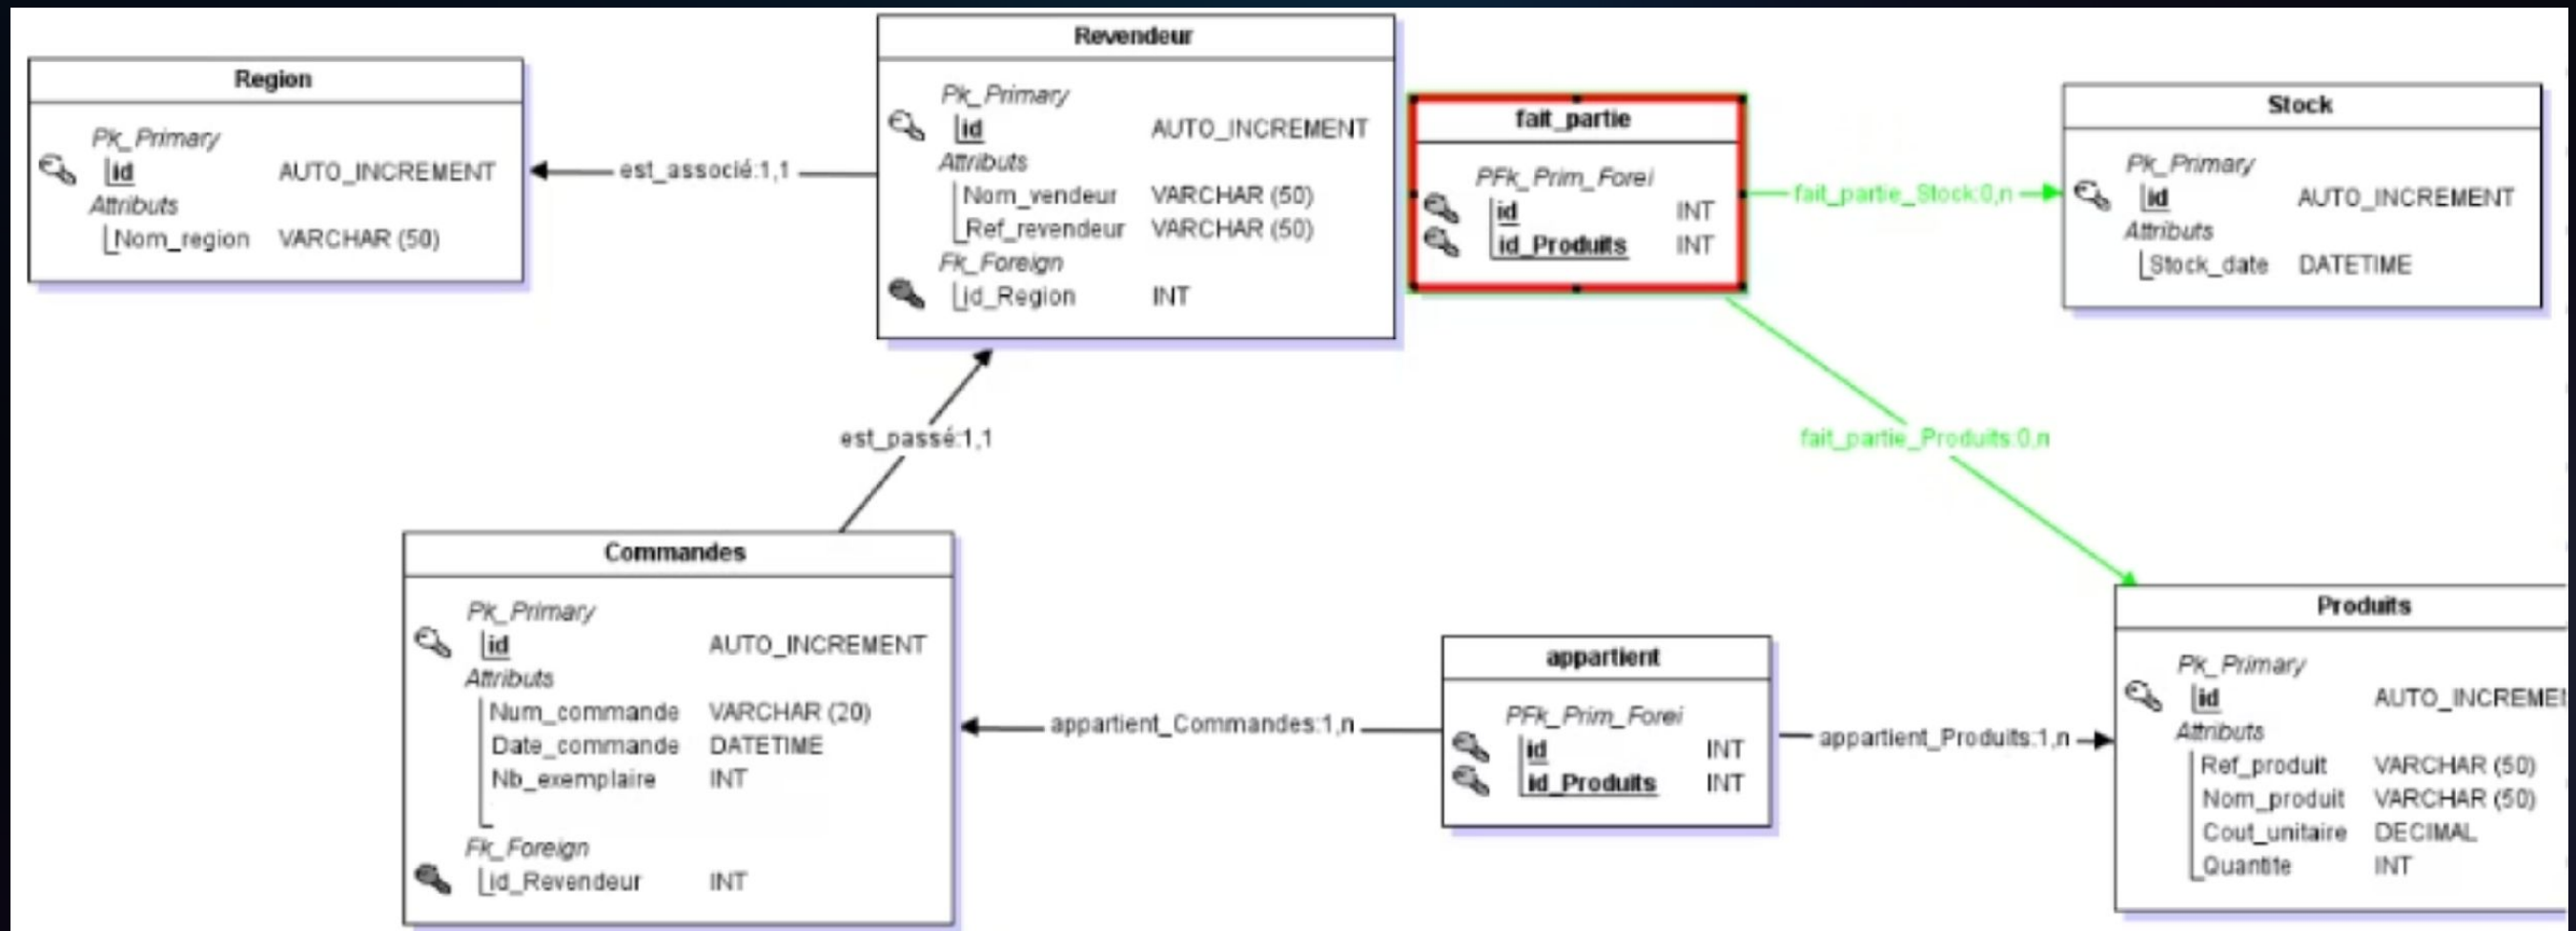 Region
Pk_Primary
id AUTO_INCREMENT
Attributs
Nom_region VARCHAR (50)
est_associé:1,1
Revendeur
Pk_Primary
id AUTO_INCREMENT
Attributs
Nom_vendeur VARCHAR (50)
Ref_revendeur VARCHAR (50)
Fk_Foreign
id_Region INT
fait_partie
PFk_Prim_Forei
id INT
id_Produits INT
fait_partie_Stock:0,n
Stock
Pk_Primary
id AUTO_INCREMENT
Attributs
Stock_date DATETIME
est_passé:1,1
fait_partie_Produits:0,n
Commandes
Pk_Primary
id AUTO_INCREMENT
Attributs
Num_commande VARCHAR (20)
Date_commande DATETIME
Nb_exemplaire INT
Fk_Foreign
id_Revendeur INT
appartient_Commandes:1,n
appartient
PFk_Prim_Forei
id INT
id_Produits INT
appartient_Produits:1,n
Produits
Pk_Primary
id AUTO_INCREME
Attributs
Ref_produit VARCHAR (50)
Nom_produit VARCHAR (50)
Cout_unitaire DECIMAL
Quantite INT